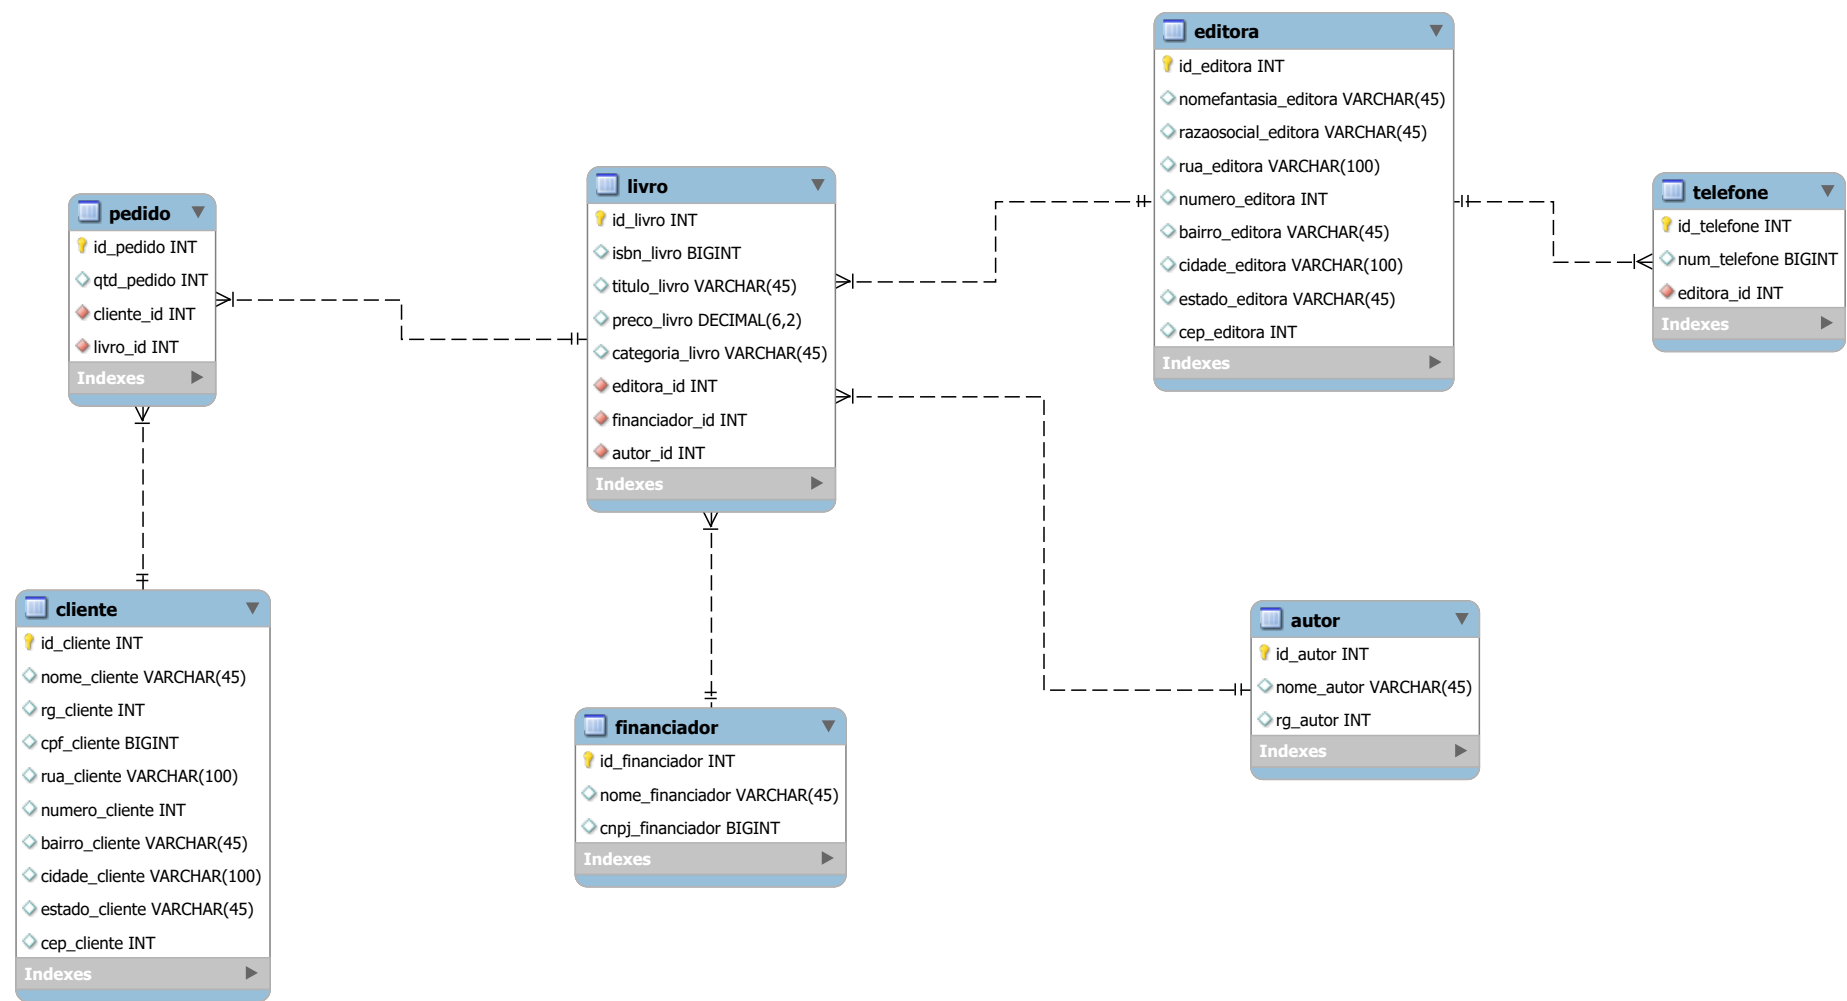 pedido
id_pedido INT
qtd_pedido INT
cliente_id INT
livro_id INT
Indexes
cliente
id_cliente INT
nome_cliente VARCHAR(45)
rg_cliente INT
cpf_cliente BIGINT
rua_cliente VARCHAR(100)
numero_cliente INT
bairro_cliente VARCHAR(45)
cidade_cliente VARCHAR(100)
estado_cliente VARCHAR(45)
cep_cliente INT
Indexes
livro
id_livro INT
isbn_livro BIGINT
titulo_livro VARCHAR(45)
preco_livro DECIMAL(6,2)
categoria_livro VARCHAR(45)
editora_id INT
financiador_id INT
autor_id INT
Indexes
financiador
id_financiador INT
nome_financiador VARCHAR(45)
cnpj_financiador BIGINT
Indexes
editora
id_editora INT
nomefantasia_editora VARCHAR(45)
razaosocial_editora VARCHAR(45)
rua_editora VARCHAR(100)
numero_editora INT
bairro_editora VARCHAR(45)
cidade_editora VARCHAR(100)
estado_editora VARCHAR(45)
cep_editora INT
Indexes
autor
id_autor INT
nome_autor VARCHAR(45)
rg_autor INT
Indexes
telefone
id_telefone INT
num_telefone BIGINT
editora_id INT
Indexes